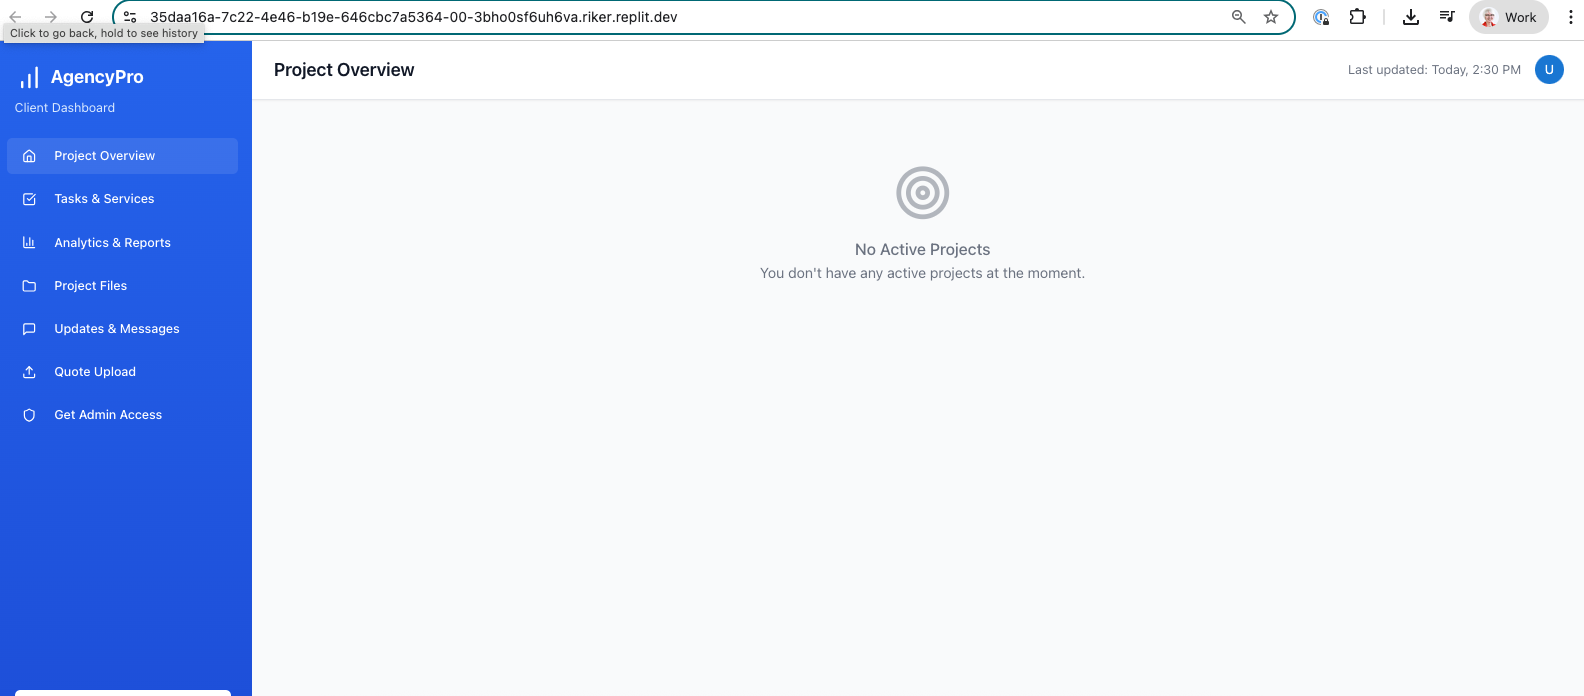 35daa16a-7c22-4e46-b19e-646cbc7a5364-00-3bho0sf6uh6va.riker.replit.dev
Work
Click to go back, hold to see history
AgencyPro
Client Dashboard
Project Overview
Tasks & Services
Analytics & Reports
Project Files
Updates & Messages
Quote Upload
Get Admin Access
Project Overview
Last updated: Today, 2:30 PM
U
No Active Projects
You don't have any active projects at the moment.